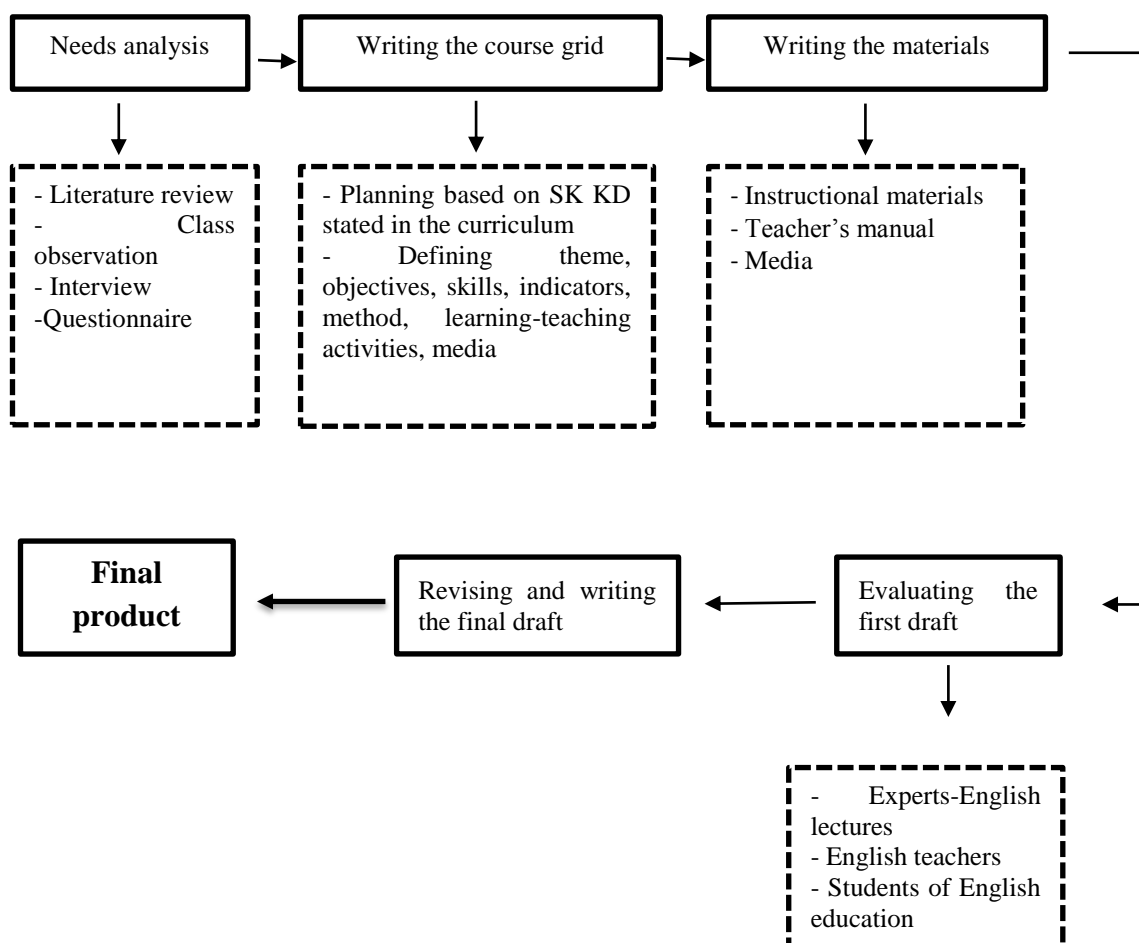 Needs analysis
Writing the course grid
Writing the materials
- Literature review
- Class
observation
- Interview
-Questionnaire
- Planning based on SK KD
stated in the curriculum
- Defining theme,
objectives, skills, indicators,
method, learning-teaching
activities, media
- Instructional materials
- Teacher’s manual
- Media
Final
product
Revising and writing
the final draft
Evaluating the
first draft
- Experts-English
lectures
- English teachers
- Students of English
education